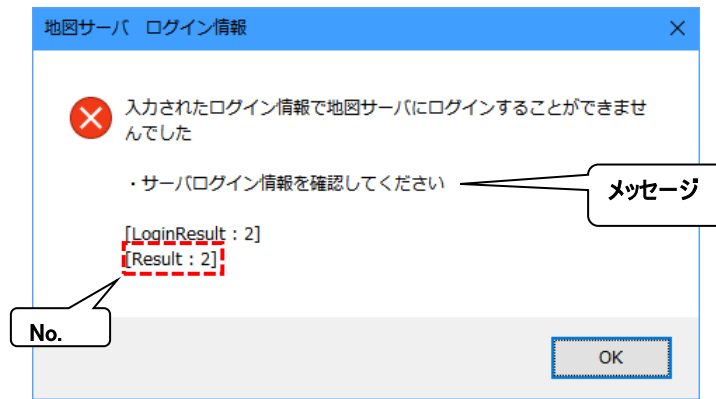 地図サーバ ログイン情報
入力されたログイン情報で地図サーバにログインすることができませ
んでした
・サーバログイン情報を確認してください
メッセージ
[LoginResult : 2]
[Result : 2]
No.
OK